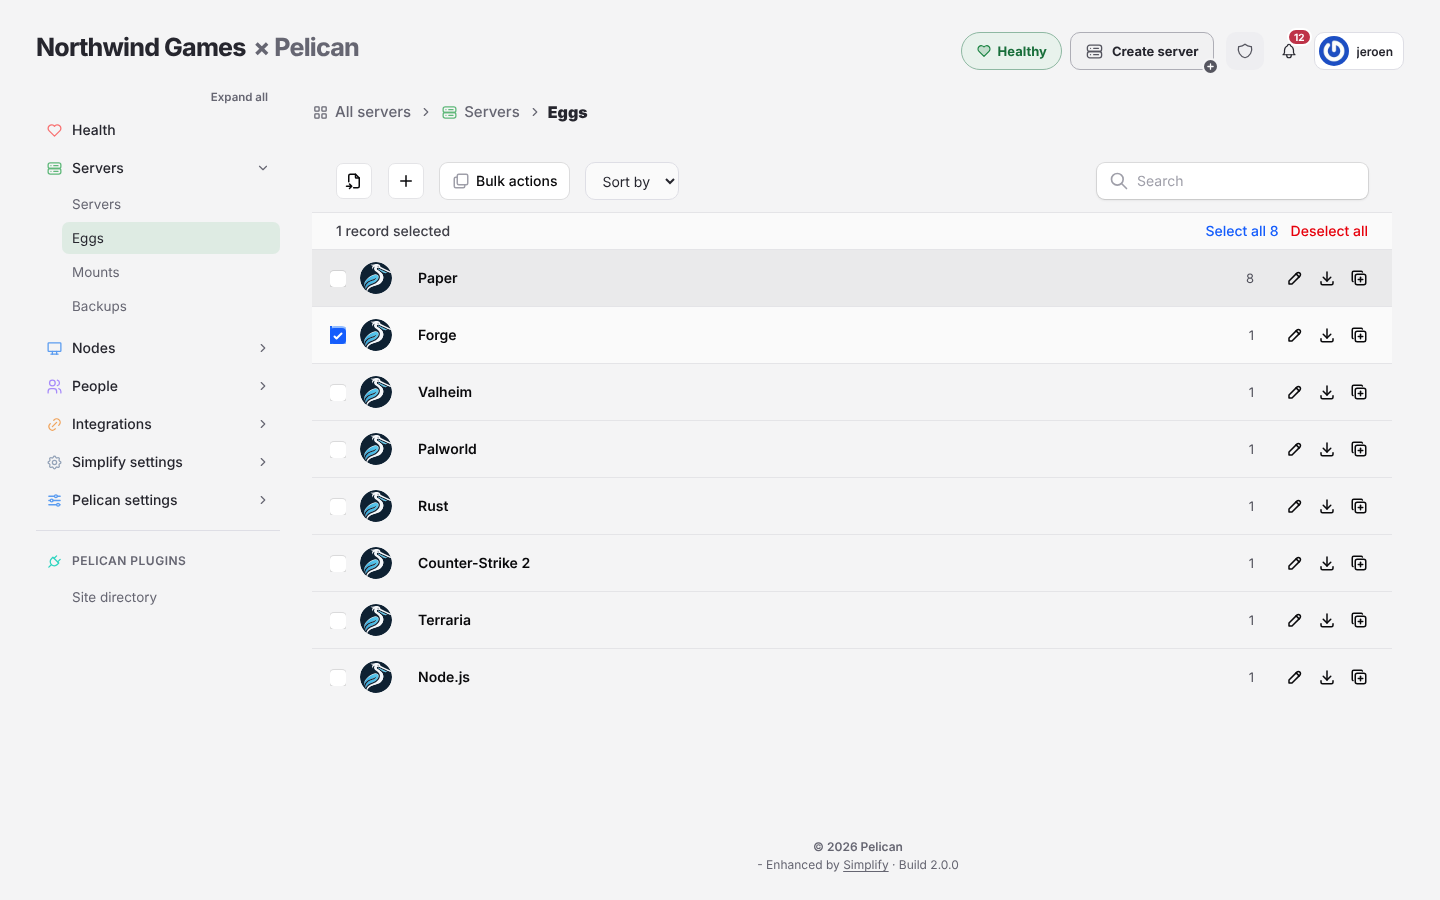 Northwind Games × Pelican
Healthy
Create server
12
jeroen
Expand all
Health
Servers
Servers
Eggs
Mounts
Backups
Nodes
People
Integrations
Simplify settings
Pelican settings
PELICAN PLUGINS
Site directory
All servers > Servers > Eggs
Bulk actions
Sort by
Search
1 record selected
Select all 8 Deselect all
Paper 8
Forge 1
Valheim 1
Palworld 1
Rust 1
Counter-Strike 2 1
Terraria 1
Node.js 1
© 2026 Pelican
- Enhanced by Simplify · Build 2.0.0